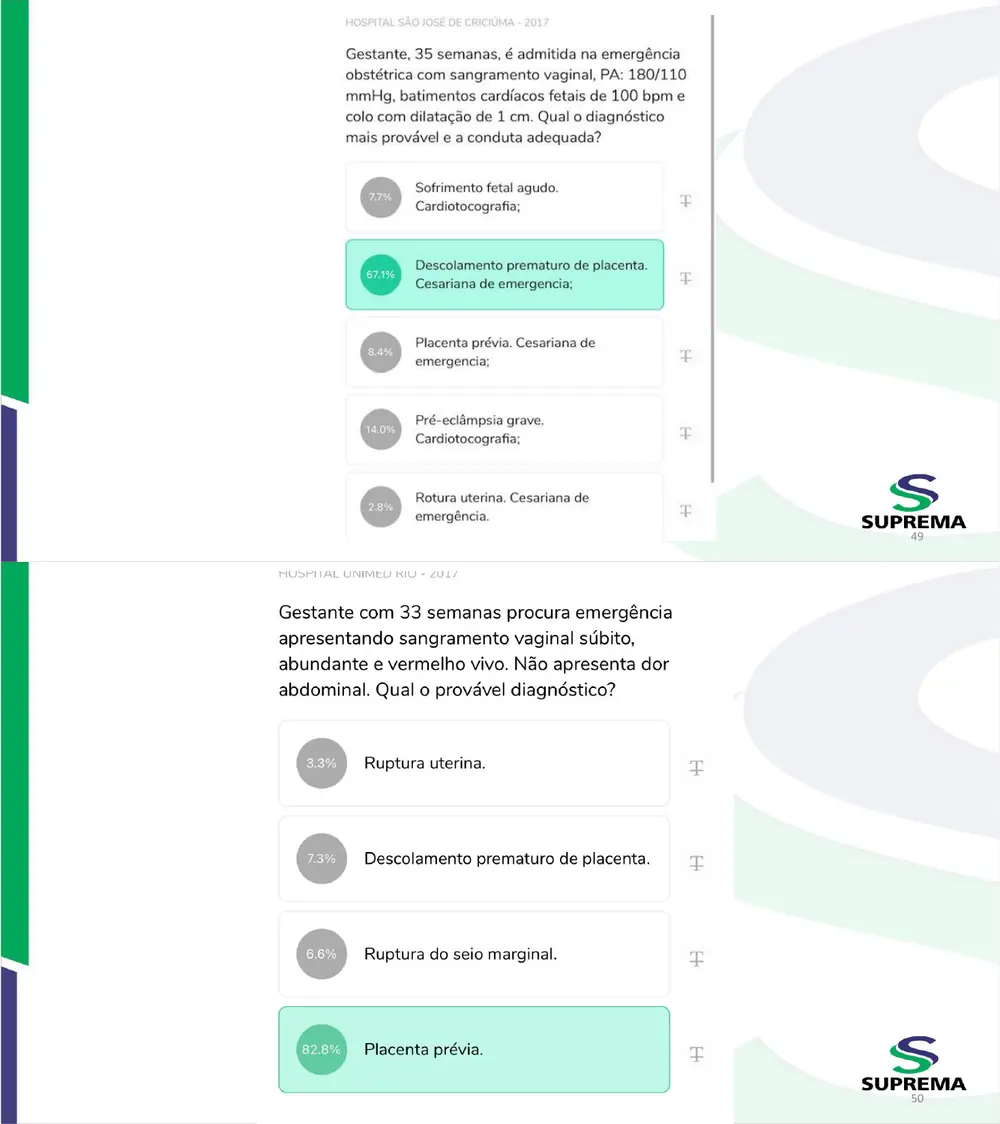 HOSPITAL SÃO JOSÉ DE CRICIÚMA - 2017
Gestante, 35 semanas, é admitida na emergência
obstétrica com sangramento vaginal, PA: 180/110
mmHg, batimentos cardíacos fetais de 100 bpm e
colo com dilatação de 1 cm. Qual o diagnóstico
mais provável e a conduta adequada?
7.7%
Sofrimento fetal agudo.
Cardiotocografia;
67.1%
Descolamento prematuro de placenta.
Cesariana de emergencia;
8.4%
Placenta prévia. Cesariana de
emergencia;
14.0%
Pré-eclâmpsia grave.
Cardiotocografia;
2.8%
Rotura uterina. Cesariana de
emergência.
SUPREMA
49
HOSPITAL UNIMED RIO - 2017
Gestante com 33 semanas procura emergência
apresentando sangramento vaginal súbito,
abundante e vermelho vivo. Não apresenta dor
abdominal. Qual o provável diagnóstico?
3.3%
Ruptura uterina.
7.3%
Descolamento prematuro de placenta.
6.6%
Ruptura do seio marginal.
82.8%
Placenta prévia.
SUPREMA
50